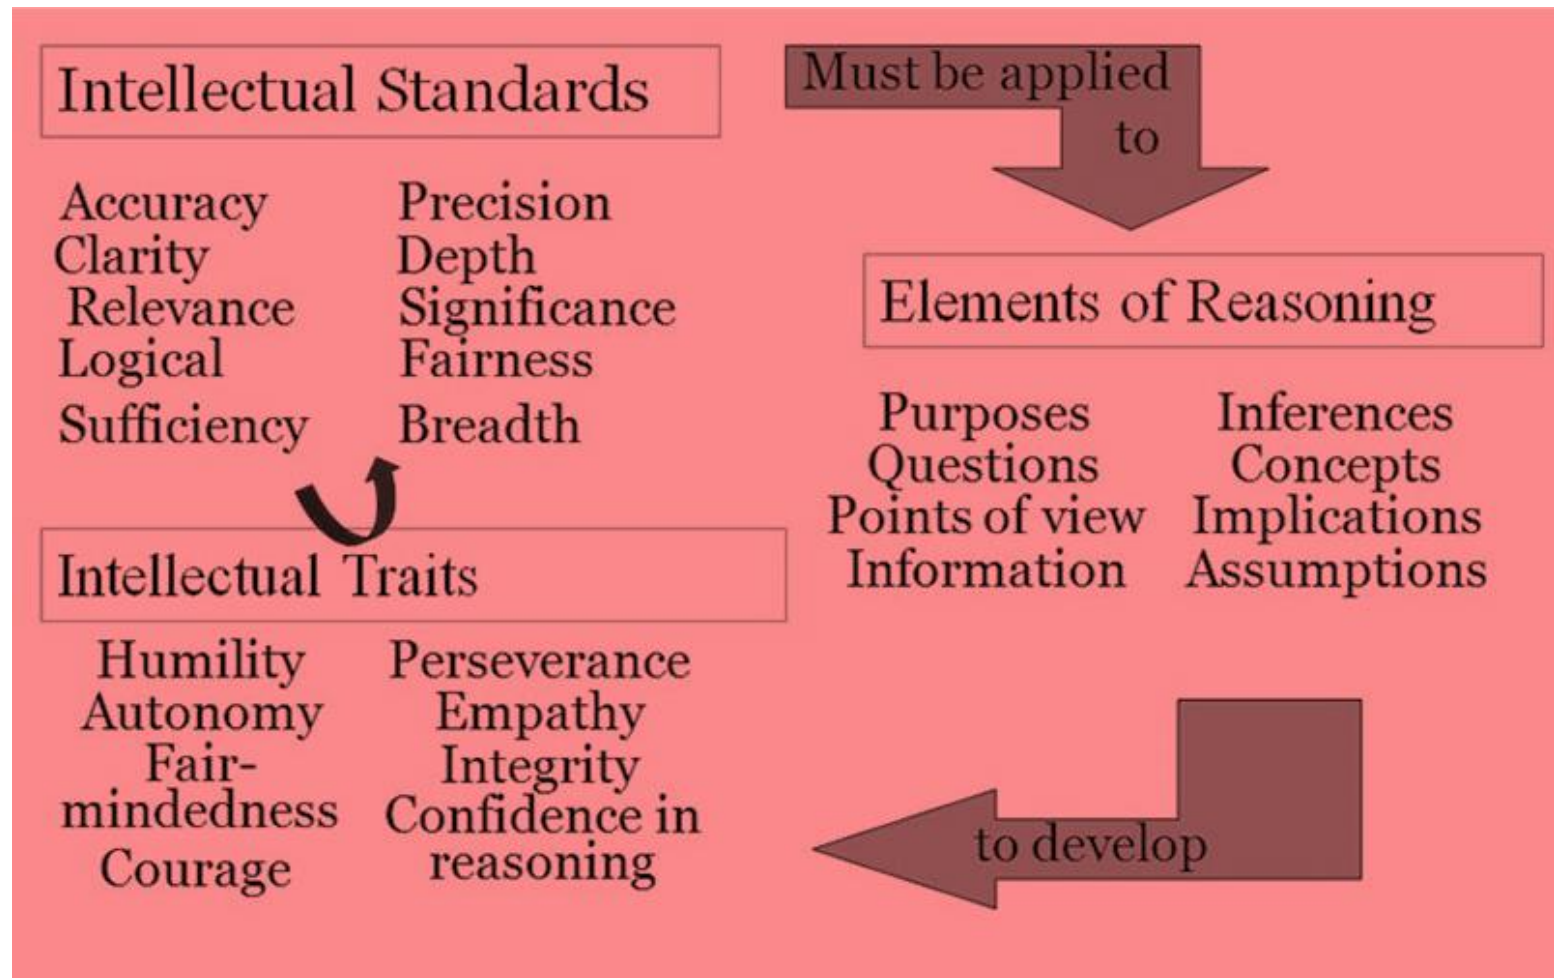 Intellectual Standards
Accuracy
Clarity
Relevance
Logical
Sufficiency
Precision
Depth
Significance
Fairness
Breadth
Must be applied
to
Elements of Reasoning
Purposes
Questions
Points of view
Information
Inferences
Concepts
Implications
Assumptions
to develop
Intellectual Traits
Humility
Autonomy
Fair-
mindedness
Courage
Perseverance
Empathy
Integrity
Confidence in
reasoning